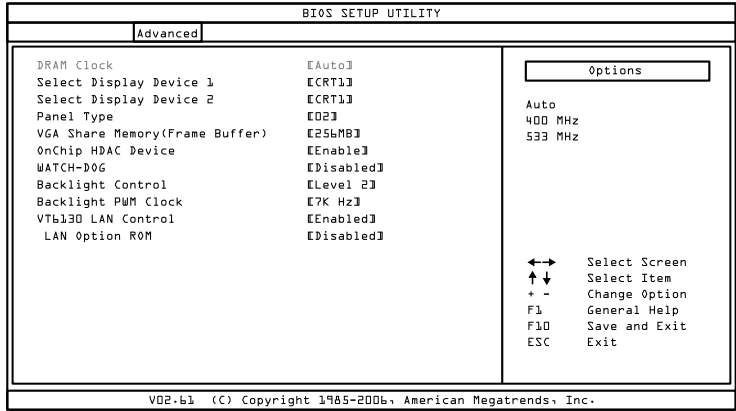 BIOS SETUP UTILITY
Advanced
DRAM Clock [Auto]
Select Display Device 1 [CRT1]
Select Display Device 2 [CRT1]
Panel Type [02]
VGA Share Memory(Frame Buffer) [256MB]
OnChip HDAC Device [Enable]
WATCH-DOG [Disabled]
Backlight Control [Level 2]
Backlight PWM Clock [7K Hz]
VT6130 LAN Control [Enabled]
LAN Option ROM [Disabled]
Options
Auto
400 MHz
533 MHz
←→ Select Screen
↑↓ Select Item
+ - Change Option
F1 General Help
F10 Save and Exit
ESC Exit
V02.61 (C) Copyright 1985-2006, American Megatrends, Inc.